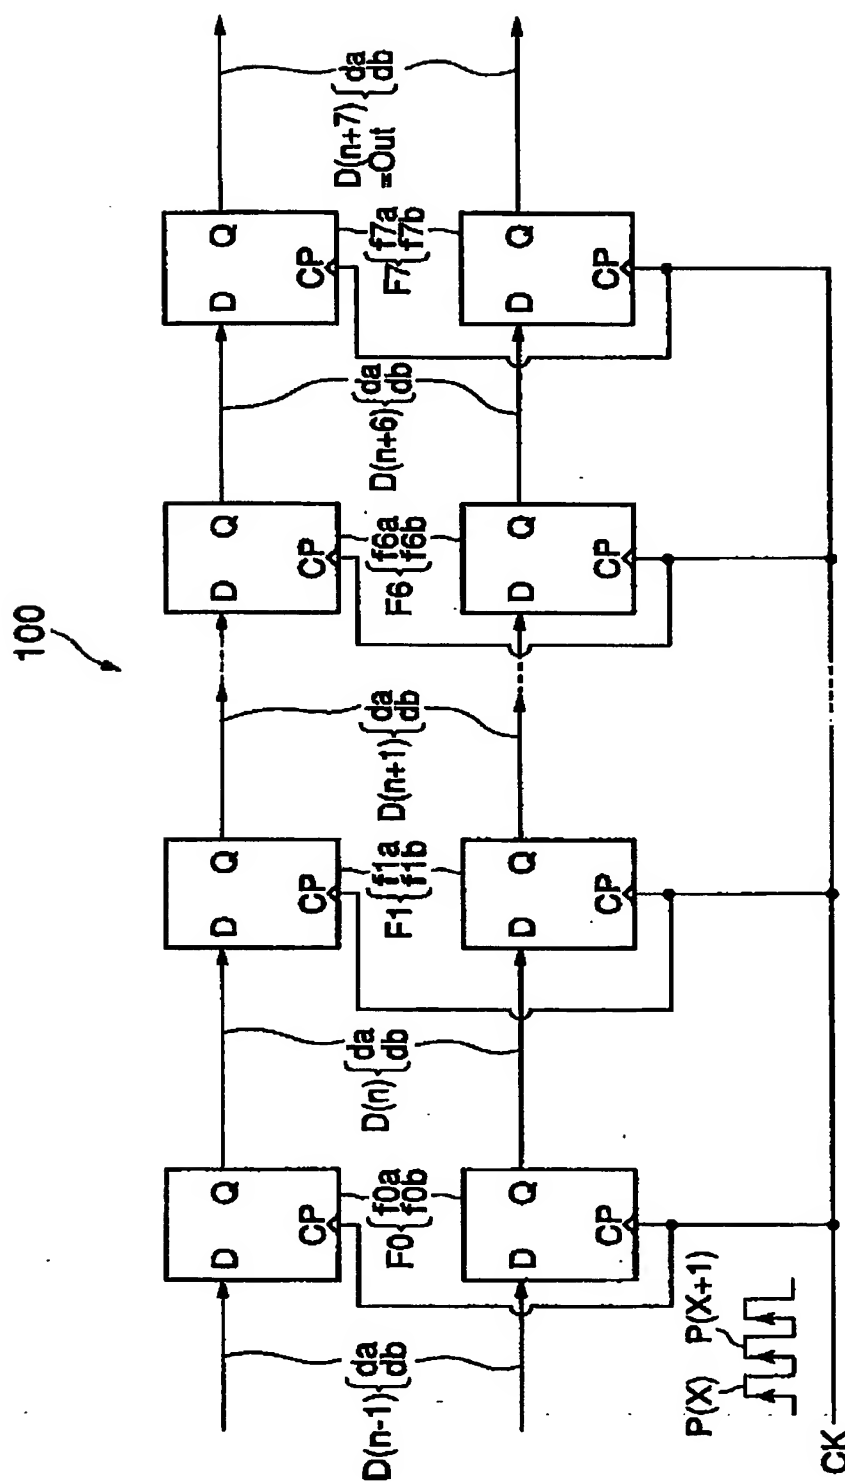 100
D
Q
CP
D
Q
CP
D
Q
CP
D
Q
CP
D(n-1) { da
db
F0 { f0a
f0b
D(n) { da
db
F1 { f1a
f1b
D(n+1) { da
db
F6 { f6a
f6b
D(n+6) { da
db
F7 { f7a
f7b
D(n+7) { da
=Out db
D
Q
CP
D
Q
CP
D
Q
CP
D
Q
CP
P(X) P(X+1)
CK